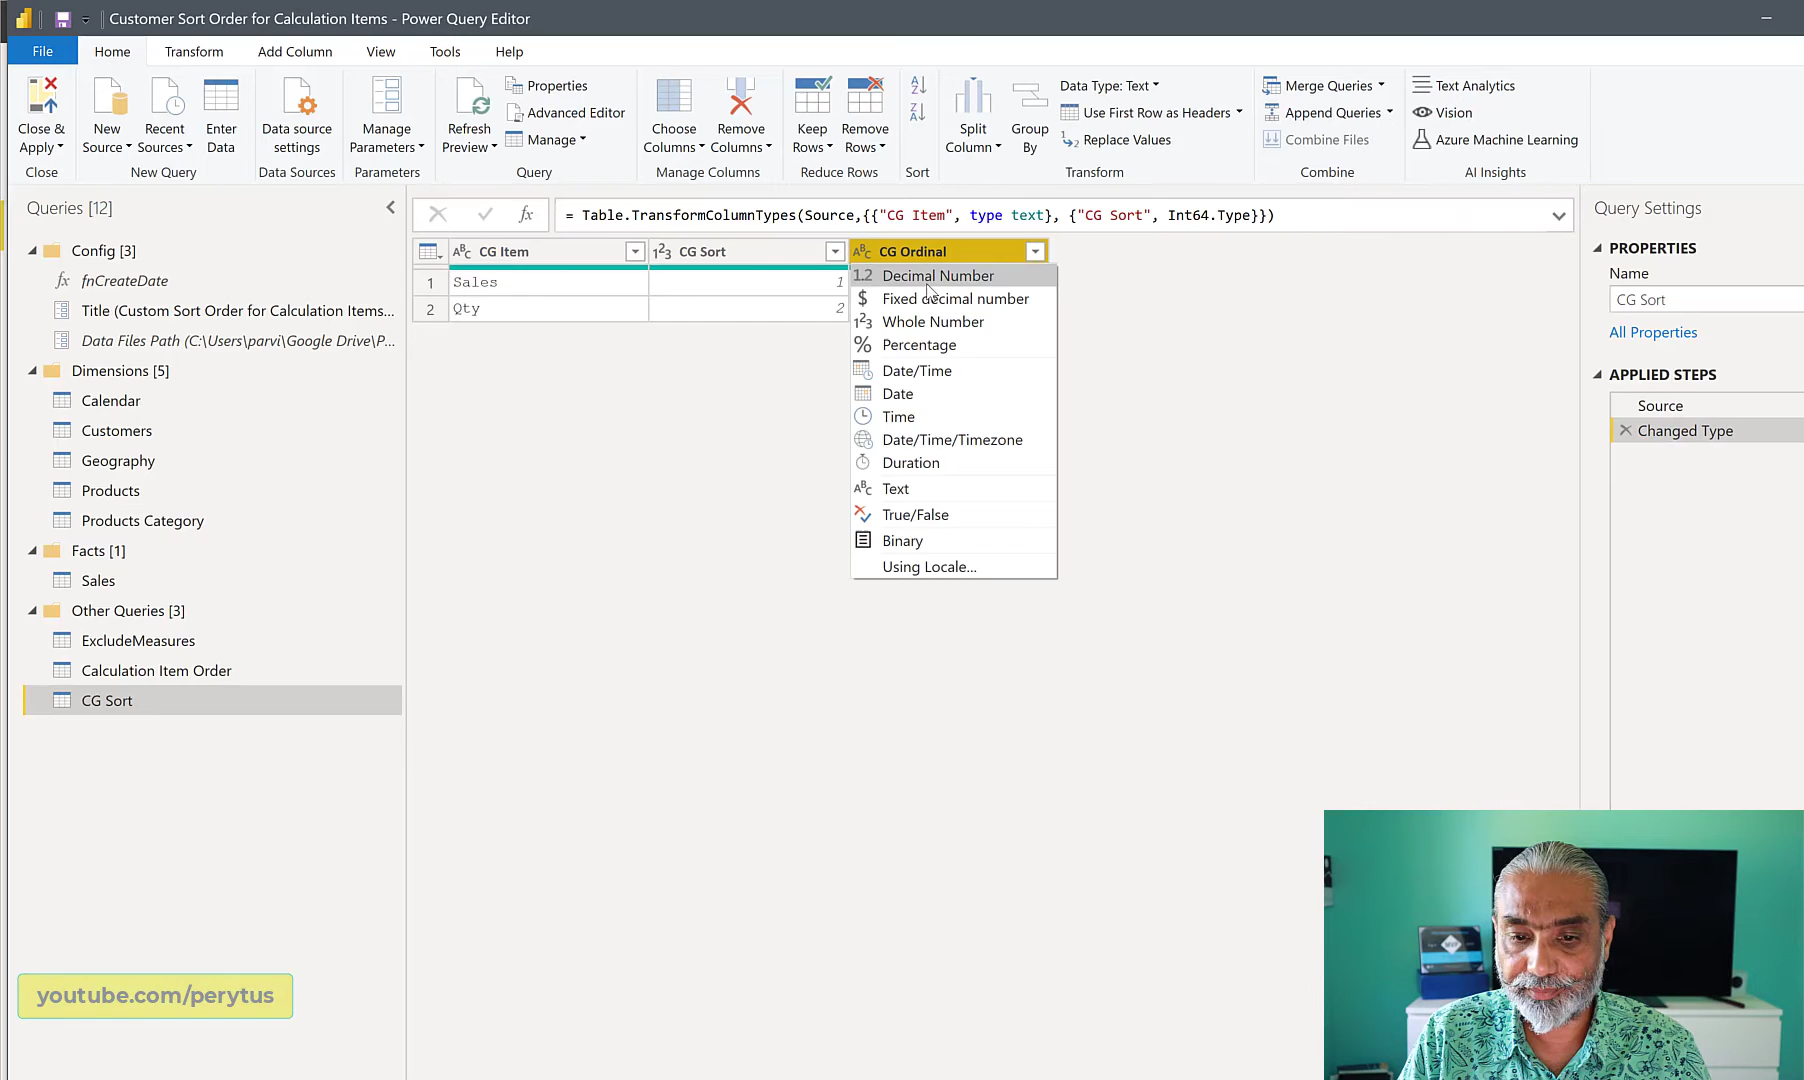 Customer Sort Order for Calculation Items - Power Query Editor
File
Home
Transform
Add Column
View
Tools
Help
Close & Apply
New Source
Recent Sources
Enter Data
Data source settings
Manage Parameters
Refresh Preview
Properties
Advanced Editor
Manage
Choose Columns
Remove Columns
Keep Rows
Remove Rows
Split Column
Group By
Data Type: Text
Use First Row as Headers
Replace Values
Merge Queries
Append Queries
Combine Files
Text Analytics
Vision
Azure Machine Learning
Close
New Query
Data Sources
Parameters
Query
Manage Columns
Reduce Rows
Sort
Transform
Combine
AI Insights
Queries [12]
Config [3]
fx fnCreateDate
Title (Custom Sort Order for Calculation Items...
Data Files Path (C:\Users\parvi\Google Drive\P...
Dimensions [5]
Calendar
Customers
Geography
Products
Products Category
Facts [1]
Sales
Other Queries [3]
ExcludeMeasures
Calculation Item Order
CG Sort
fx = Table.TransformColumnTypes(Source,{{"CG Item", type text}, {"CG Sort", Int64.Type}})
ABC CG Item
123 CG Sort
ABC CG Ordinal
1 Sales 1
2 Qty 2
1.2 Decimal Number
$ Fixed decimal number
123 Whole Number
% Percentage
Date/Time
Date
Time
Date/Time/Timezone
Duration
ABC Text
True/False
Binary
Using Locale...
Query Settings
PROPERTIES
Name
CG Sort
All Properties
APPLIED STEPS
Source
Changed Type
youtube.com/perytus